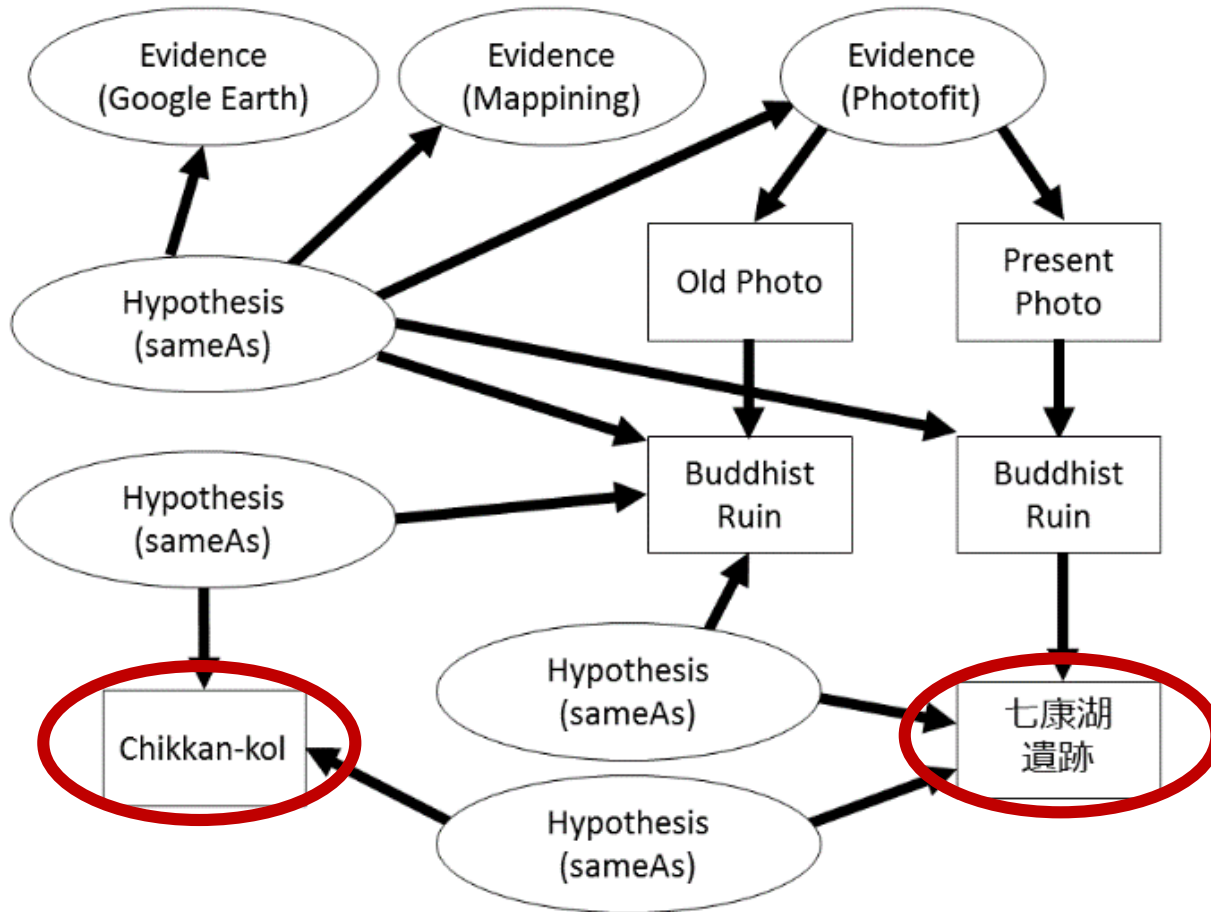 Evidence
(Google Earth)
Evidence
(Mappining)
Evidence
(Photofit)
Hypothesis
(sameAs)
Old Photo
Present
Photo
Hypothesis
(sameAs)
Buddhist
Ruin
Buddhist
Ruin
Hypothesis
(sameAs)
Chikkan-kol
七康湖
遺跡
Hypothesis
(sameAs)